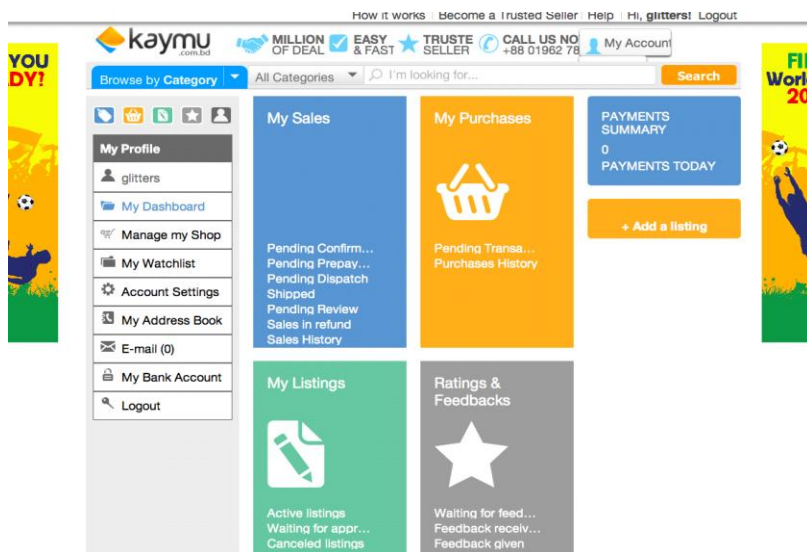 How it works Become a Trusted Seller Help Hi, glitters! Logout
kaymu
.com.bd
MILLION
OF DEAL
EASY
& FAST
TRUSTE
SELLER
CALL US NO
+88 01962 78
My Account
YOU
DY?
FI
Worl
20
Browse by Category
All Categories
I'm looking for...
Search
My Profile
glitters
My Dashboard
Manage my Shop
My Watchlist
Account Settings
My Address Book
E-mail (0)
My Bank Account
Logout
My Sales
Pending Confirm...
Pending Prepay...
Pending Dispatch
Shipped
Pending Review
Sales in refund
Sales History
My Purchases
Pending Transa...
Purchases History
PAYMENTS
SUMMARY
0
PAYMENTS TODAY
+ Add a listing
My Listings
Active listings
Waiting for appr...
Canceled listings
Ratings &
Feedbacks
Waiting for feed...
Feedback receiv...
Feedback given